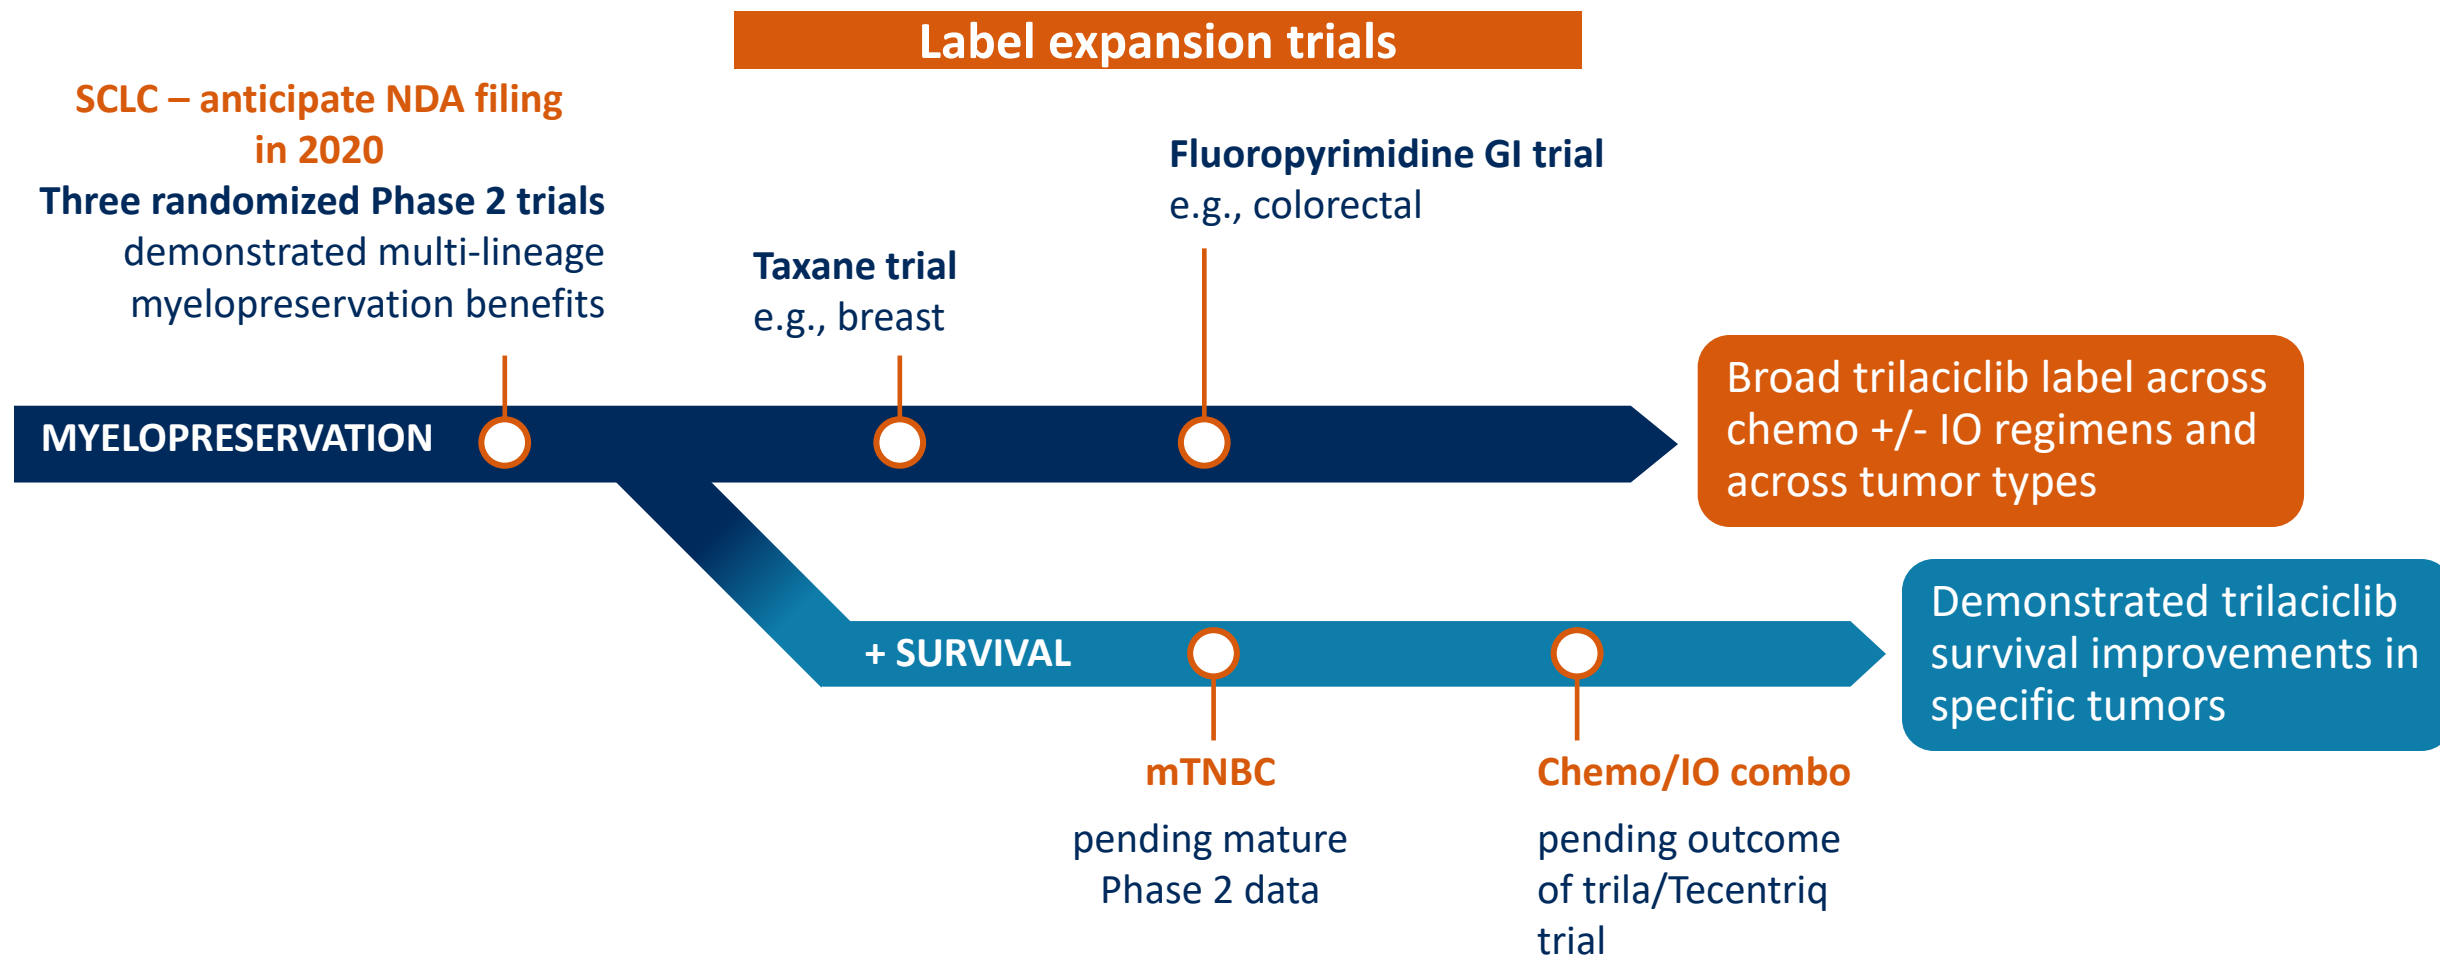 Label expansion trials
SCLC – anticipate NDA filing
in 2020
Three randomized Phase 2 trials
demonstrated multi-lineage
myelopreservation benefits
Taxane trial
e.g., breast
Fluoropyrimidine GI trial
e.g., colorectal
MYELOPRESERVATION
Broad trilaciclib label across
chemo +/- IO regimens and
across tumor types
+ SURVIVAL
Demonstrated trilaciclib
survival improvements in
specific tumors
mTNBC
pending mature
Phase 2 data
Chemo/IO combo
pending outcome
of trila/Tecentriq
trial